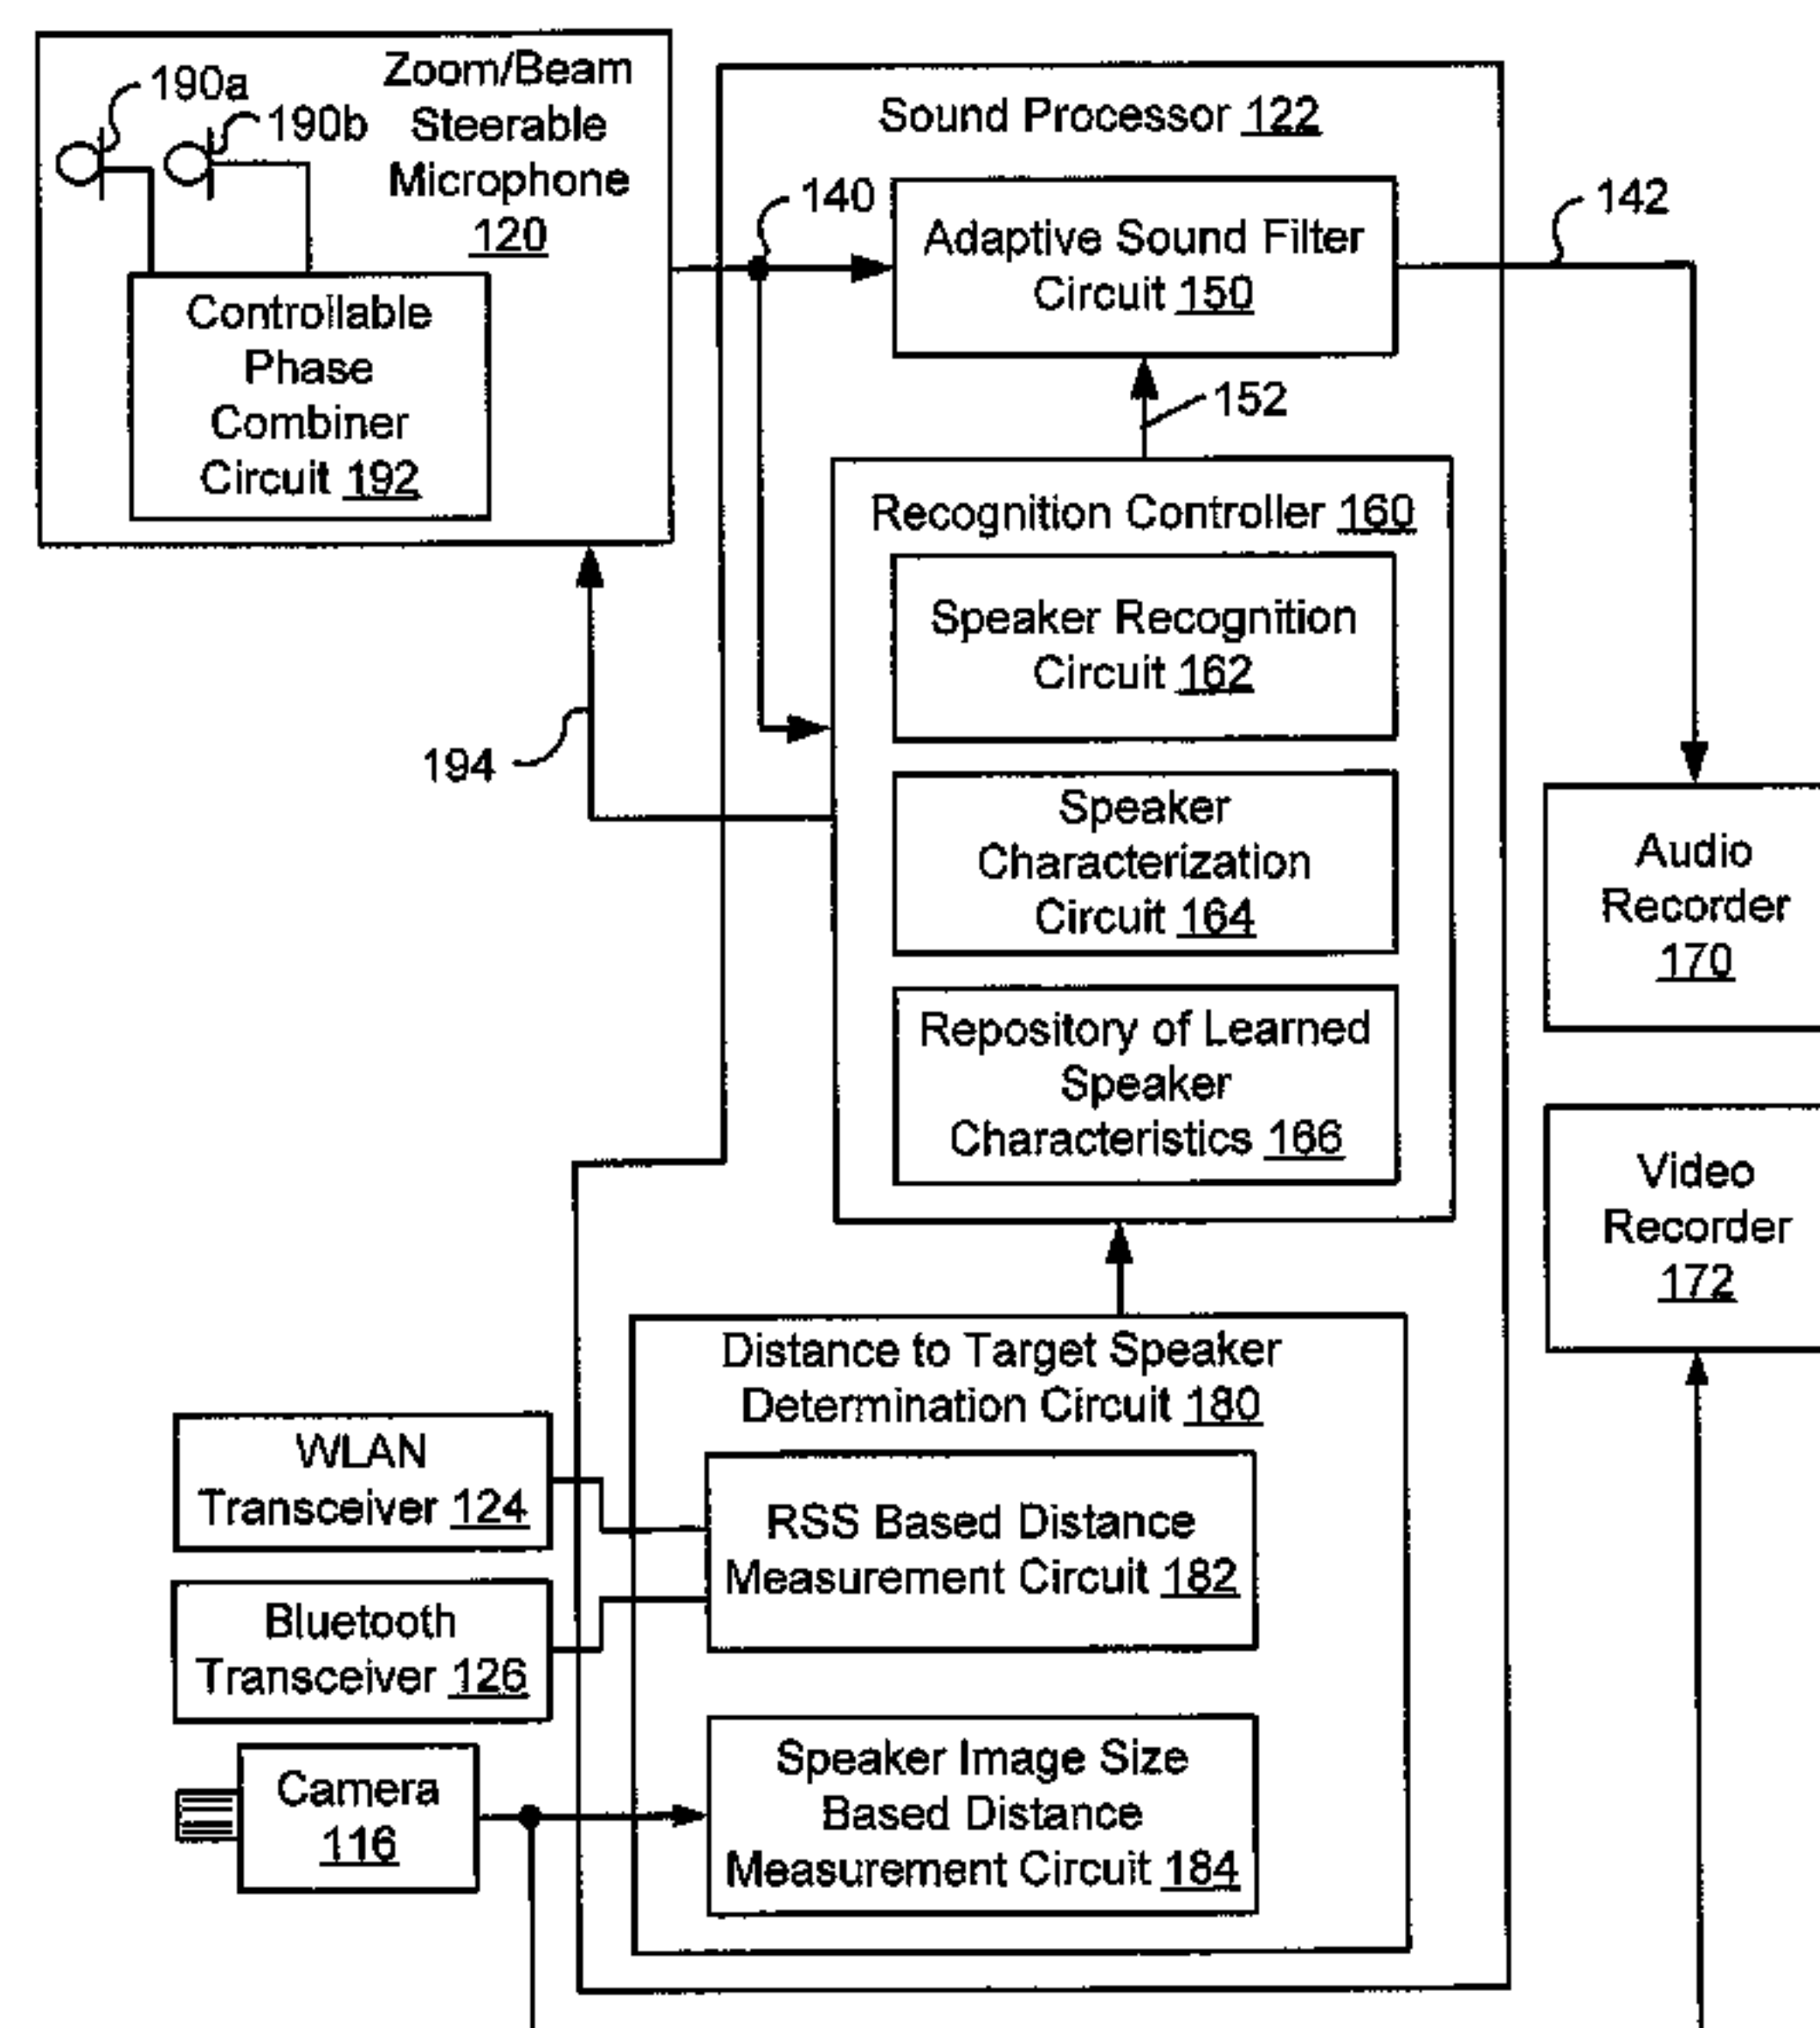 190a
190b
Zoom/Beam
Steerable
Microphone
120
Controllable
Phase
Combiner
Circuit 192
194
Sound Processor 122
140
Adaptive Sound Filter
Circuit 150
142
152
Recognition Controller 160
Speaker Recognition
Circuit 162
Speaker
Characterization
Circuit 164
Repository of Learned
Speaker
Characteristics 166
Audio
Recorder
170
Video
Recorder
172
Distance to Target Speaker
Determination Circuit 180
WLAN
Transceiver 124
RSS Based Distance
Measurement Circuit 182
Bluetooth
Transceiver 126
Camera
116
Speaker Image Size
Based Distance
Measurement Circuit 184